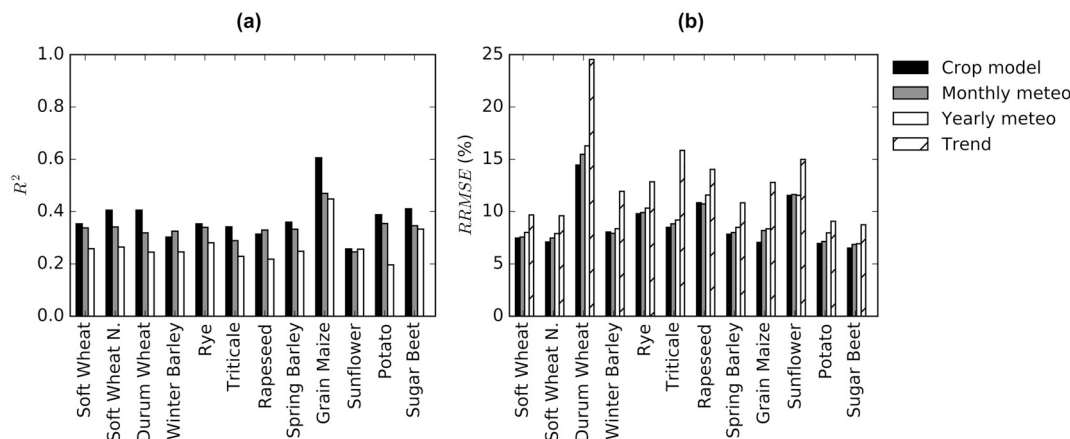 (a)
R²
1.0
0.8
0.6
0.4
0.2
0.0
Soft Wheat
Soft Wheat N.
Durum Wheat
Winter Barley
Rye
Triticale
Rapeseed
Spring Barley
Grain Maize
Sunflower
Potato
Sugar Beet
(b)
RRMSE (%)
25
20
15
10
5
0
Soft Wheat
Soft Wheat N.
Durum Wheat
Winter Barley
Rye
Triticale
Rapeseed
Spring Barley
Grain Maize
Sunflower
Potato
Sugar Beet
Crop model
Monthly meteo
Yearly meteo
Trend